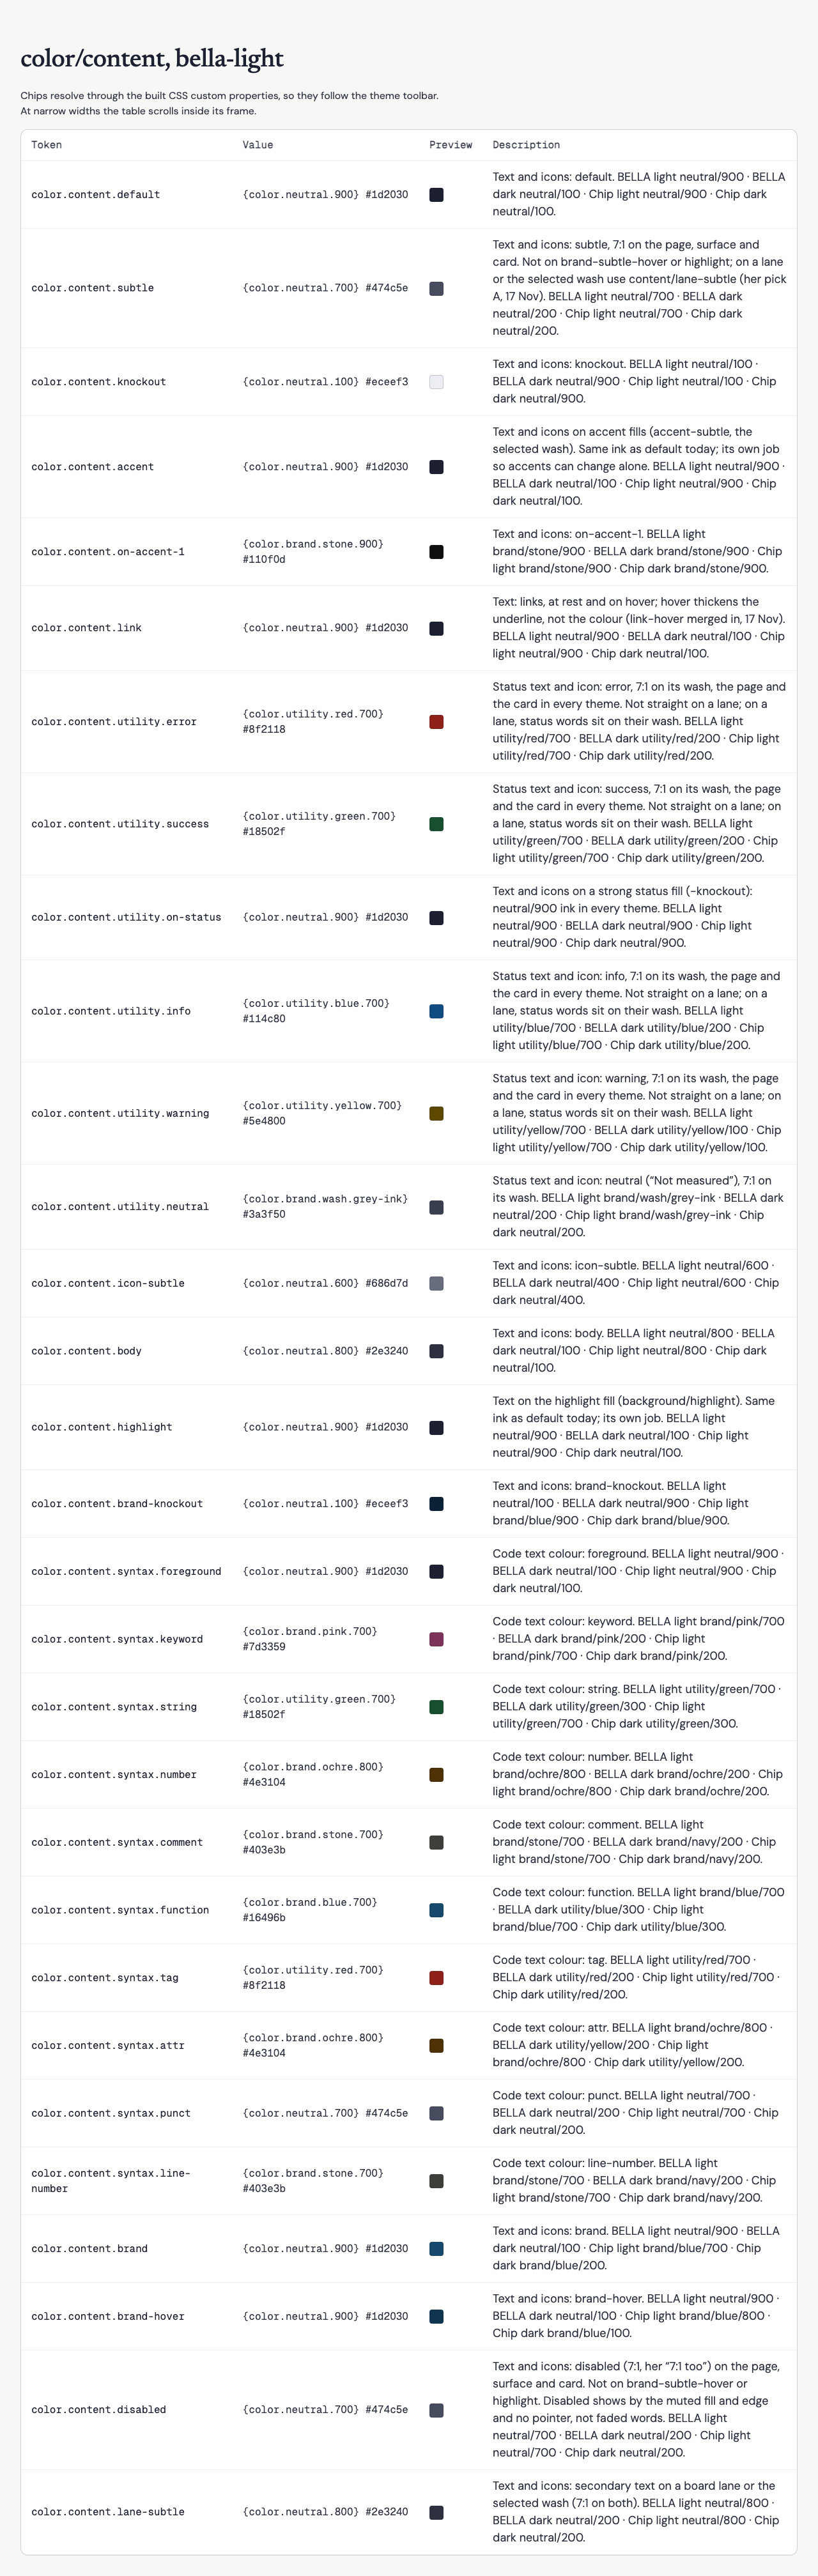 color/content, bella-light
Chips resolve through the built CSS custom properties, so they follow the theme toolbar.
At narrow widths the table scrolls inside its frame.
Token Value Preview Description
color.content.default {color.neutral.900} #1d2030 Text and icons: default. BELLA light neutral/900 · BELLA
dark neutral/100 · Chip light neutral/900 · Chip dark
neutral/100.
color.content.subtle {color.neutral.700} #474c5e Text and icons: subtle, 7:1 on the page, surface and
card. Not on brand-subtle-hover or highlight; on a lane
or the selected wash use content/lane-subtle (her pick
A, 17 Nov). BELLA light neutral/700 · BELLA dark
neutral/200 · Chip light neutral/700 · Chip dark
neutral/200.
color.content.knockout {color.neutral.100} #eceef3 Text and icons: knockout. BELLA light neutral/100 ·
BELLA dark neutral/900 · Chip light neutral/100 · Chip
dark neutral/900.
color.content.accent {color.neutral.900} #1d2030 Text and icons on accent fills (accent-subtle, the
selected wash). Same ink as default today; its own job
so accents can change alone. BELLA light neutral/900 ·
BELLA dark neutral/100 · Chip light neutral/900 · Chip
dark neutral/100.
color.content.on-accent-1 {color.brand.stone.900}
#110f0d Text and icons: on-accent-1. BELLA light
brand/stone/900 · BELLA dark brand/stone/900 · Chip
light brand/stone/900 · Chip dark brand/stone/900.
color.content.link {color.neutral.900} #1d2030 Text: links, at rest and on hover; hover thickens the
underline, not the colour (link-hover merged in, 17 Nov).
BELLA light neutral/900 · BELLA dark neutral/100 · Chip
light neutral/900 · Chip dark neutral/100.
color.content.utility.error {color.utility.red.700}
#8f2118 Status text and icon: error, 7:1 on its wash, the page and
the card in every theme. Not straight on a lane; on a
lane, status words sit on their wash. BELLA light
utility/red/700 · BELLA dark utility/red/200 · Chip light
utility/red/700 · Chip dark utility/red/200.
color.content.utility.success {color.utility.green.700}
#18502f Status text and icon: success, 7:1 on its wash, the page
and the card in every theme. Not straight on a lane; on
a lane, status words sit on their wash. BELLA light
utility/green/700 · BELLA dark utility/green/200 · Chip
light utility/green/700 · Chip dark utility/green/200.
color.content.utility.on-status {color.neutral.900} #1d2030 Text and icons on a strong status fill (-knockout):
neutral/900 ink in every theme. BELLA light
neutral/900 · BELLA dark neutral/900 · Chip light
neutral/900 · Chip dark neutral/900.
color.content.utility.info {color.utility.blue.700}
#114c80 Status text and icon: info, 7:1 on its wash, the page and
the card in every theme. Not straight on a lane; on a
lane, status words sit on their wash. BELLA light
utility/blue/700 · BELLA dark utility/blue/200 · Chip
light utility/blue/700 · Chip dark utility/blue/200.
color.content.utility.warning {color.utility.yellow.700}
#5e4800 Status text and icon: warning, 7:1 on its wash, the page
and the card in every theme. Not straight on a lane; on
a lane, status words sit on their wash. BELLA light
utility/yellow/700 · BELLA dark utility/yellow/100 · Chip
light utility/yellow/700 · Chip dark utility/yellow/100.
color.content.utility.neutral {color.brand.wash.grey-ink}
#3a3f50 Status text and icon: neutral (“Not measured”), 7:1 on
its wash. BELLA light brand/wash/grey-ink · BELLA dark
neutral/200 · Chip light brand/wash/grey-ink · Chip
dark neutral/200.
color.content.icon-subtle {color.neutral.600} #686d7d Text and icons: icon-subtle. BELLA light neutral/600 ·
BELLA dark neutral/400 · Chip light neutral/600 · Chip
dark neutral/400.
color.content.body {color.neutral.800} #2e3240 Text and icons: body. BELLA light neutral/800 · BELLA
dark neutral/100 · Chip light neutral/800 · Chip dark
neutral/100.
color.content.highlight {color.neutral.900} #1d2030 Text on the highlight fill (background/highlight). Same
ink as default today; its own job. BELLA light
neutral/900 · BELLA dark neutral/100 · Chip light
neutral/900 · Chip dark neutral/100.
color.content.brand-knockout {color.neutral.100} #eceef3 Text and icons: brand-knockout. BELLA light
neutral/100 · BELLA dark neutral/900 · Chip light
brand/blue/900 · Chip dark brand/blue/900.
color.content.syntax.foreground {color.neutral.900} #1d2030 Code text colour: foreground. BELLA light neutral/900 ·
BELLA dark neutral/100 · Chip light neutral/900 · Chip
dark neutral/100.
color.content.syntax.keyword {color.brand.pink.700}
#7d3359 Code text colour: keyword. BELLA light brand/pink/700
· BELLA dark brand/pink/200 · Chip light
brand/pink/700 · Chip dark brand/pink/200.
color.content.syntax.string {color.utility.green.700}
#18502f Code text colour: string. BELLA light utility/green/700 ·
BELLA dark utility/green/300 · Chip light
utility/green/700 · Chip dark utility/green/300.
color.content.syntax.number {color.brand.ochre.800}
#4e3104 Code text colour: number. BELLA light
brand/ochre/800 · BELLA dark brand/ochre/200 · Chip
light brand/ochre/800 · Chip dark brand/ochre/200.
color.content.syntax.comment {color.brand.stone.700}
#403e3b Code text colour: comment. BELLA light
brand/stone/700 · BELLA dark brand/navy/200 · Chip
light brand/stone/700 · Chip dark brand/navy/200.
color.content.syntax.function {color.brand.blue.700}
#16496b Code text colour: function. BELLA light brand/blue/700
· BELLA dark utility/blue/300 · Chip light
brand/blue/700 · Chip dark utility/blue/300.
color.content.syntax.tag {color.utility.red.700}
#8f2118 Code text colour: tag. BELLA light utility/red/700 ·
BELLA dark utility/red/200 · Chip light utility/red/700 ·
Chip dark utility/red/200.
color.content.syntax.attr {color.brand.ochre.800}
#4e3104 Code text colour: attr. BELLA light brand/ochre/800 ·
BELLA dark utility/yellow/200 · Chip light
brand/ochre/800 · Chip dark utility/yellow/200.
color.content.syntax.punct {color.neutral.700} #474c5e Code text colour: punct. BELLA light neutral/700 ·
BELLA dark neutral/200 · Chip light neutral/700 · Chip
dark neutral/200.
color.content.syntax.line-
number {color.brand.stone.700}
#403e3b Code text colour: line-number. BELLA light
brand/stone/700 · BELLA dark brand/navy/200 · Chip
light brand/stone/700 · Chip dark brand/navy/200.
color.content.brand {color.neutral.900} #1d2030 Text and icons: brand. BELLA light neutral/900 · BELLA
dark neutral/100 · Chip light brand/blue/700 · Chip
dark brand/blue/200.
color.content.brand-hover {color.neutral.900} #1d2030 Text and icons: brand-hover. BELLA light neutral/900 ·
BELLA dark neutral/100 · Chip light brand/blue/800 ·
Chip dark brand/blue/100.
color.content.disabled {color.neutral.700} #474c5e Text and icons: disabled (7:1, her “7:1 too”) on the page,
surface and card. Not on brand-subtle-hover or
highlight. Disabled shows by the muted fill and edge
and no pointer, not faded words. BELLA light
neutral/700 · BELLA dark neutral/200 · Chip light
neutral/700 · Chip dark neutral/200.
color.content.lane-subtle {color.neutral.800} #2e3240 Text and icons: secondary text on a board lane or the
selected wash (7:1 on both). BELLA light neutral/800 ·
BELLA dark neutral/200 · Chip light neutral/800 · Chip
dark neutral/200.